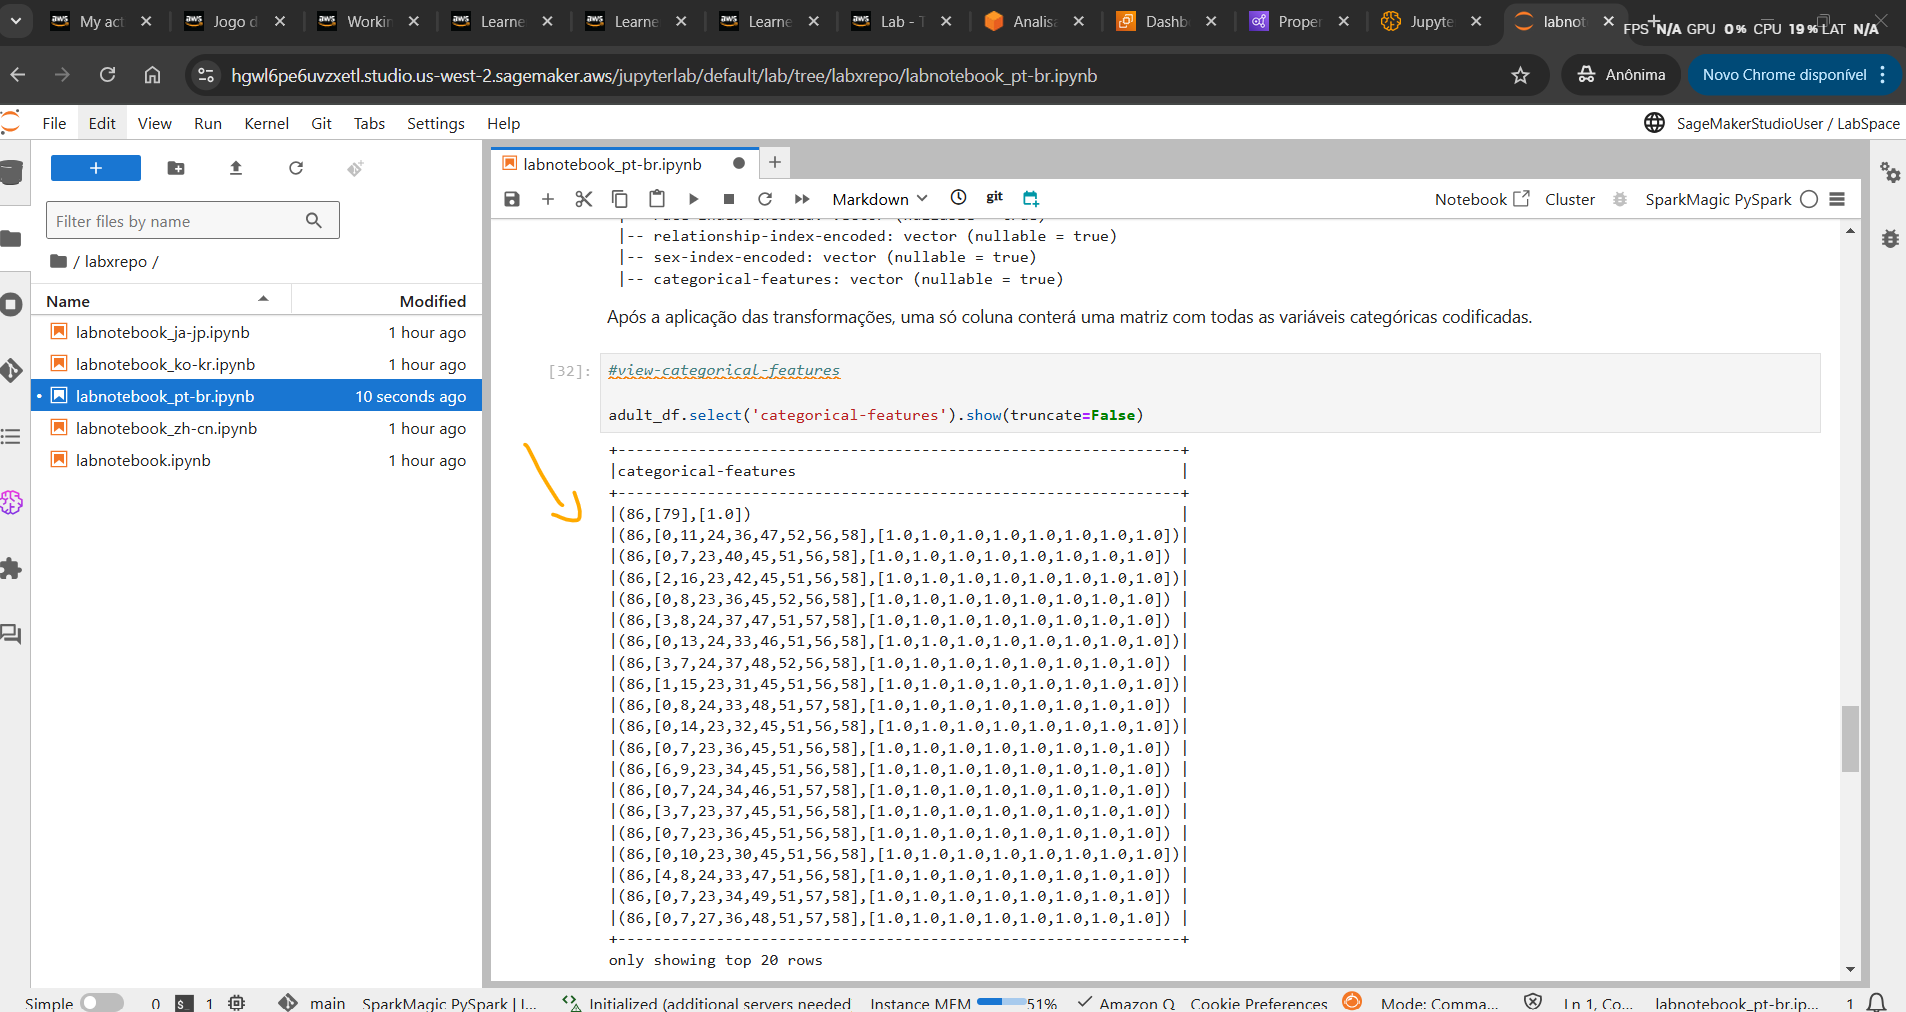 My act
Jogo d
Workin
Learne
Learne
Learne
Lab - T
Analisa
Dashb
Proper
Jupyte
labnot
FPS N/A GPU 0% CPU 19% LAT N/A
hgwl6pe6uvzxetl.studio.us-west-2.sagemaker.aws/jupyterlab/default/lab/tree/labxrepo/labnotebook_pt-br.ipynb
Anônima
Novo Chrome disponível
File Edit View Run Kernel Git Tabs Settings Help
SageMakerStudioUser / LabSpace
Filter files by name
/ labxrepo /
Name Modified
labnotebook_ja-jp.ipynb 1 hour ago
labnotebook_ko-kr.ipynb 1 hour ago
labnotebook_pt-br.ipynb 10 seconds ago
labnotebook_zh-cn.ipynb 1 hour ago
labnotebook.ipynb 1 hour ago
labnotebook_pt-br.ipynb
Markdown git Notebook Cluster SparkMagic PySpark
|-- relationship-index-encoded: vector (nullable = true)
|-- sex-index-encoded: vector (nullable = true)
|-- categorical-features: vector (nullable = true)
Após a aplicação das transformações, uma só coluna conterá uma matriz com todas as variáveis categóricas codificadas.
[32]: #view-categorical-features
adult_df.select('categorical-features').show(truncate=False)
+---------------------------------------------------------------+
|categorical-features |
+---------------------------------------------------------------+
|(86,[79],[1.0]) |
|(86,[0,11,24,36,47,52,56,58],[1.0,1.0,1.0,1.0,1.0,1.0,1.0,1.0])|
|(86,[0,7,23,40,45,51,56,58],[1.0,1.0,1.0,1.0,1.0,1.0,1.0,1.0]) |
|(86,[2,16,23,42,45,51,56,58],[1.0,1.0,1.0,1.0,1.0,1.0,1.0,1.0])|
|(86,[0,8,23,36,45,52,56,58],[1.0,1.0,1.0,1.0,1.0,1.0,1.0,1.0]) |
|(86,[3,8,24,37,47,51,57,58],[1.0,1.0,1.0,1.0,1.0,1.0,1.0,1.0]) |
|(86,[0,13,24,33,46,51,56,58],[1.0,1.0,1.0,1.0,1.0,1.0,1.0,1.0])|
|(86,[3,7,24,37,48,52,56,58],[1.0,1.0,1.0,1.0,1.0,1.0,1.0,1.0]) |
|(86,[1,15,23,31,45,51,56,58],[1.0,1.0,1.0,1.0,1.0,1.0,1.0,1.0])|
|(86,[0,8,24,33,48,51,57,58],[1.0,1.0,1.0,1.0,1.0,1.0,1.0,1.0]) |
|(86,[0,14,23,32,45,51,56,58],[1.0,1.0,1.0,1.0,1.0,1.0,1.0,1.0])|
|(86,[0,7,23,36,45,51,56,58],[1.0,1.0,1.0,1.0,1.0,1.0,1.0,1.0]) |
|(86,[6,9,23,34,45,51,56,58],[1.0,1.0,1.0,1.0,1.0,1.0,1.0,1.0]) |
|(86,[0,7,24,34,46,51,57,58],[1.0,1.0,1.0,1.0,1.0,1.0,1.0,1.0]) |
|(86,[3,7,23,37,45,51,56,58],[1.0,1.0,1.0,1.0,1.0,1.0,1.0,1.0]) |
|(86,[0,7,23,36,45,51,56,58],[1.0,1.0,1.0,1.0,1.0,1.0,1.0,1.0]) |
|(86,[0,10,23,30,45,51,56,58],[1.0,1.0,1.0,1.0,1.0,1.0,1.0,1.0])|
|(86,[4,8,24,33,47,51,56,58],[1.0,1.0,1.0,1.0,1.0,1.0,1.0,1.0]) |
|(86,[0,7,23,34,49,51,57,58],[1.0,1.0,1.0,1.0,1.0,1.0,1.0,1.0]) |
|(86,[0,7,27,36,48,51,57,58],[1.0,1.0,1.0,1.0,1.0,1.0,1.0,1.0]) |
+---------------------------------------------------------------+
only showing top 20 rows
Simple 0 1 main SparkMagic PySpark | I... Initialized (additional servers needed Instance MEM 51% Amazon Q Cookie Preferences Mode: Comma... Ln 1, Co... labnotebook_pt-br.ip... 1